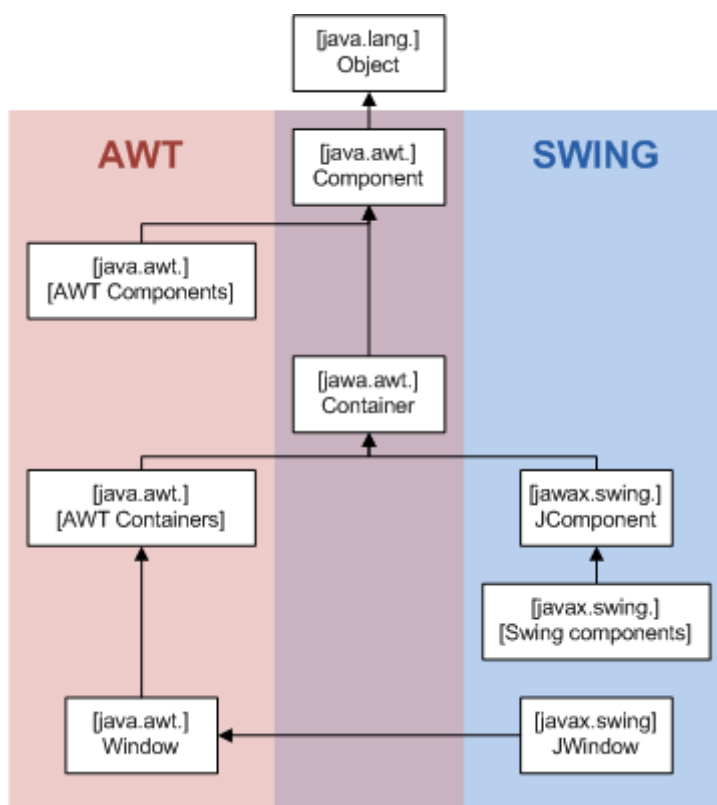 [java.lang.]
Object
AWT
[java.awt.]
Component
SWING
[java.awt.]
[AWT Components]
[jawa.awt.]
Container
[java.awt.]
[AWT Containers]
[jawax.swing.]
JComponent
[javax.swing.]
[Swing components]
[java.awt.]
Window
[javax.swing]
JWindow